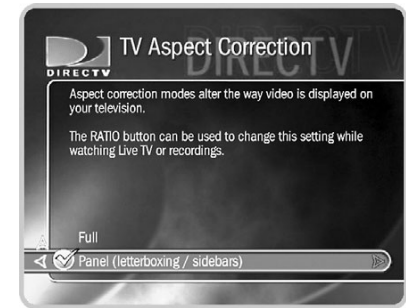 TV Aspect Correction
DIRECTV
DIRECTV
Aspect correction modes alter the way video is displayed on
your television.
The RATIO button can be used to change this setting while
watching Live TV or recordings.
Full
Panel (letterboxing / sidebars)